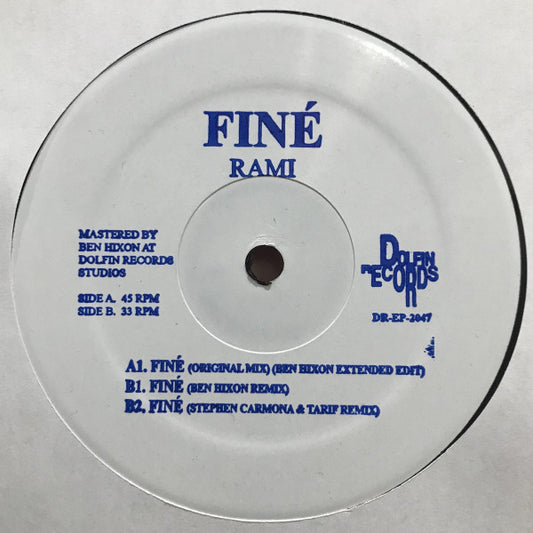 FINÉ
RAMI
MASTERED BY
BEN HIXON AT
DOLFIN RECORDS
STUDIOS
SIDE A. 45 RPM
SIDE B. 33 RPM
DOLFIN
RECORDS
DR-EP-2047
A1. FINÉ (ORIGINAL MIX) (BEN HIXON EXTENDED EDIT)
B1. FINÉ (BEN HIXON REMIX)
B2. FINÉ (STEPHEN CARMONA & TARIF REMIX)